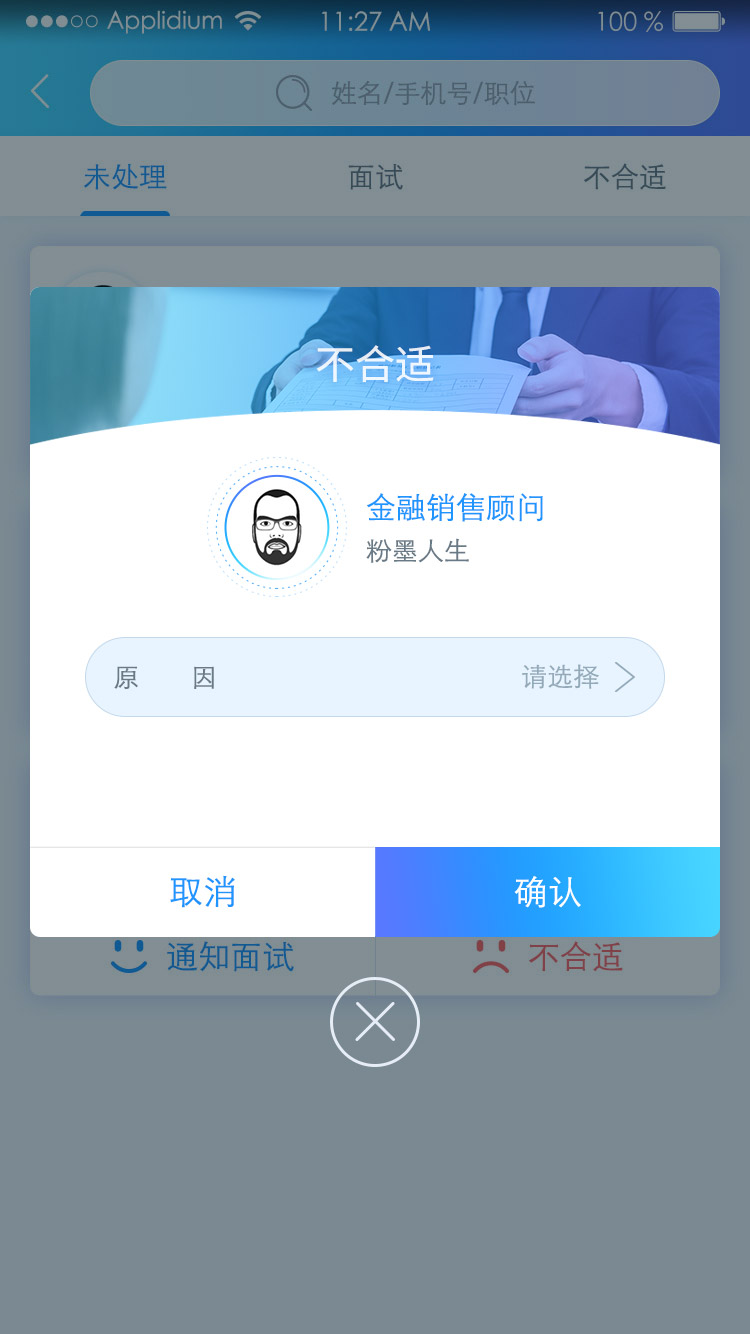 Applidium 11:27 AM 100 %
姓名/手机号/职位
未处理 面试 不合适
不合适
金融销售顾问
粉墨人生
原 因 请选择
取消 确认
通知面试 不合适